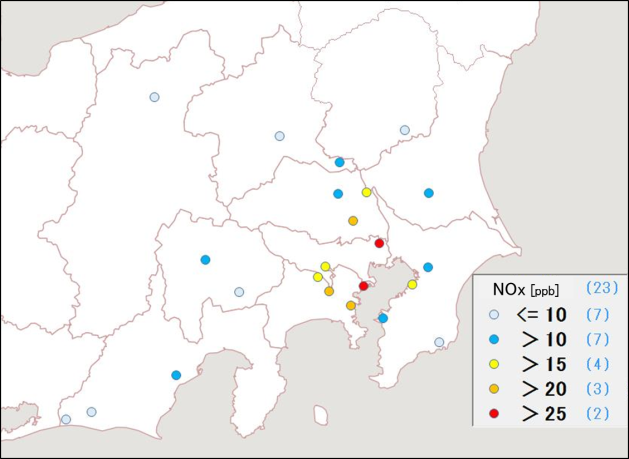 NOx [ppb] (23)
<= 10 (7)
> 10 (7)
> 15 (4)
> 20 (3)
> 25 (2)